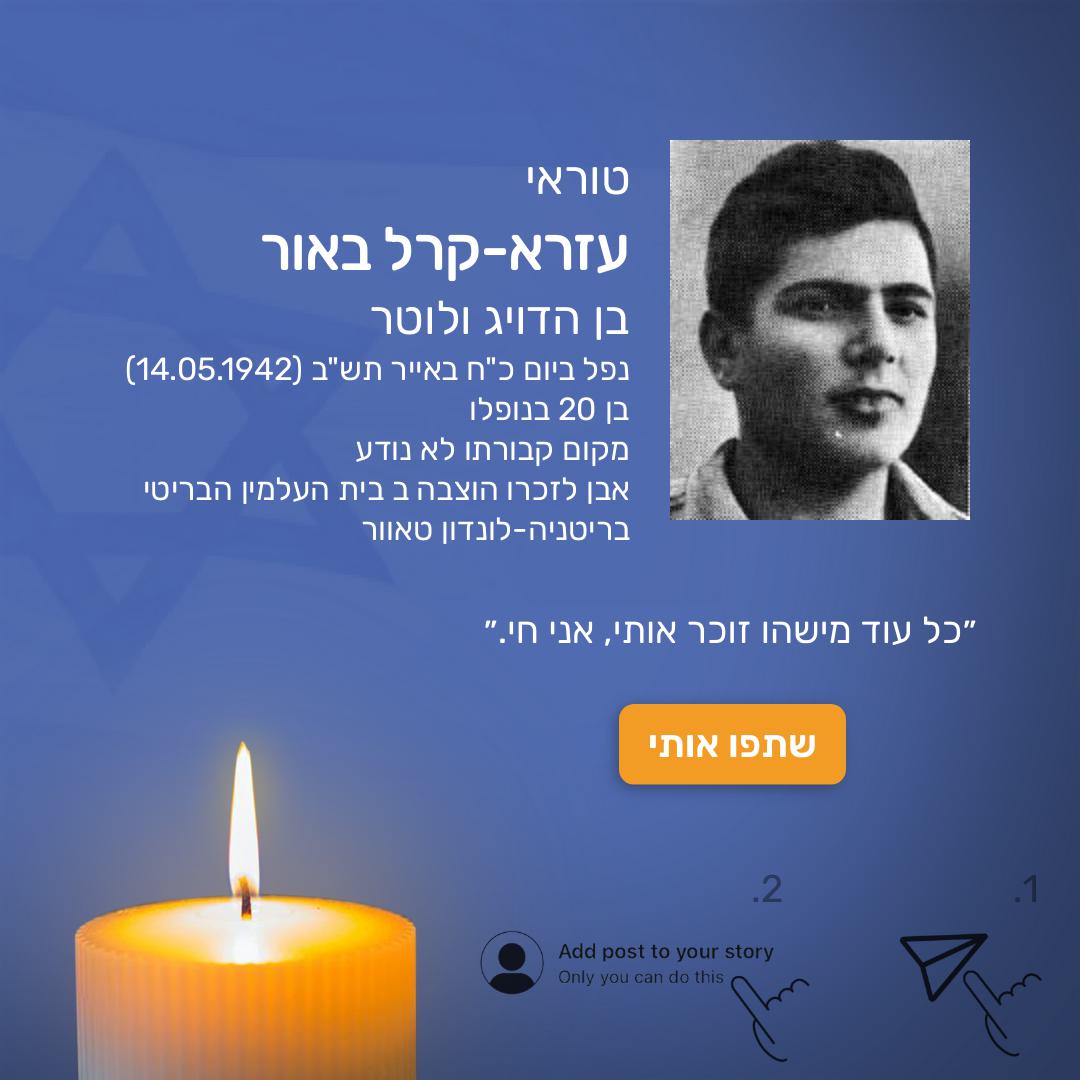 טוראי
עזרא-קרל באור
בן הדויג ולוטר
נפל ביום כ"ח באייר תש"ב (14.05.1942)
בן 20 בנופלו
מקום קבורתו לא נודע
אבן לזכרו הוצבה ב בית העלמין הבריטי
בריטניה-לונדון טאוור
״כל עוד מישהו זוכר אותי, אני חי.״
שתפו אותי
.1
.2
Add post to your story
Only you can do this